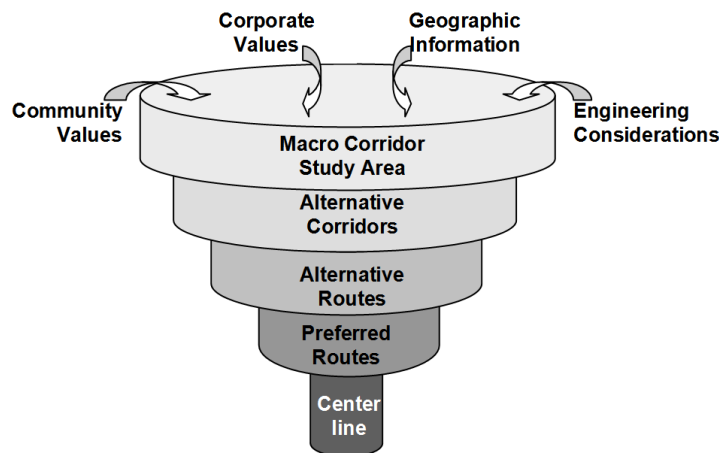 Corporate
Values
Geographic
Information
Community
Values
Engineering
Considerations
Macro Corridor
Study Area
Alternative
Corridors
Alternative
Routes
Preferred
Routes
Center
line